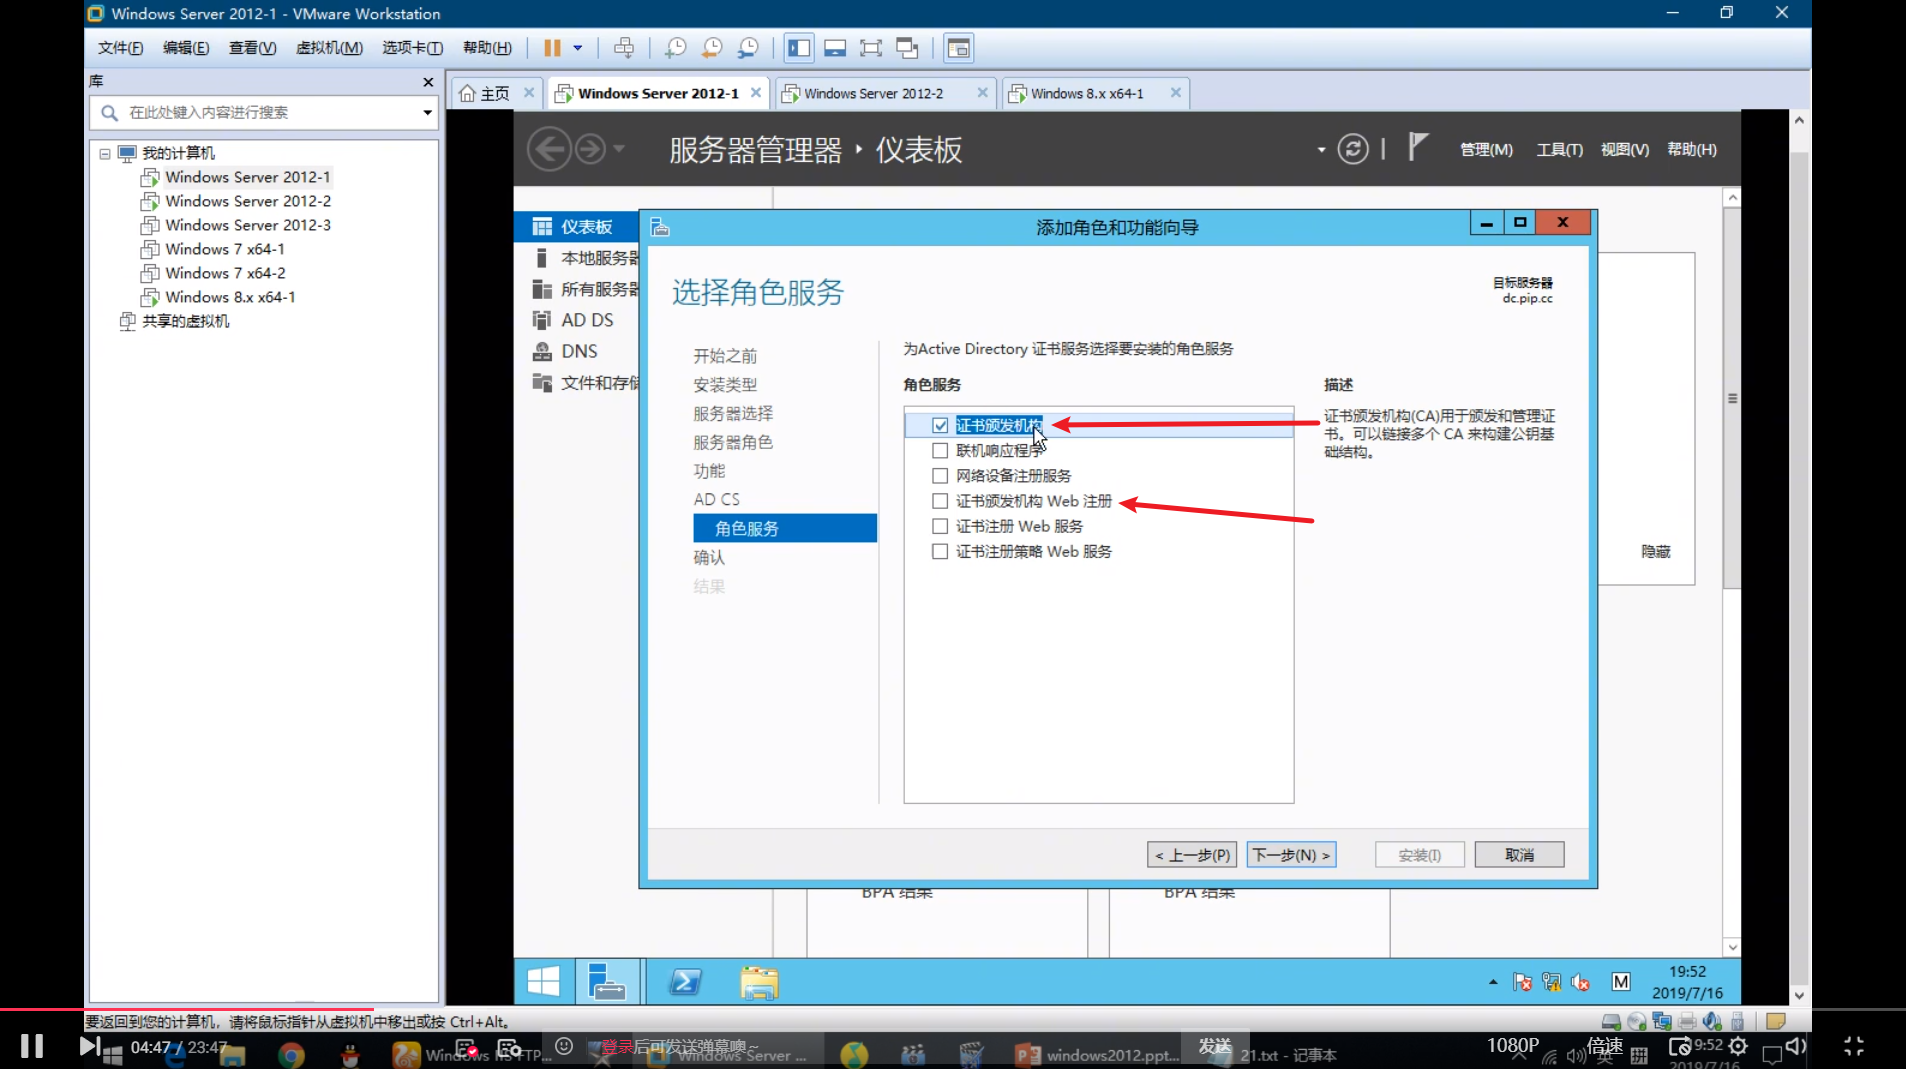 Windows Server 2012-1 - VMware Workstation
文件(F) 编辑(E) 查看(V) 虚拟机(M) 选项卡(T) 帮助(H)
库
在此处键入内容进行搜索
我的计算机
Windows Server 2012-1
Windows Server 2012-2
Windows Server 2012-3
Windows 7 x64-1
Windows 7 x64-2
Windows 8.x x64-1
共享的虚拟机
主页 Windows Server 2012-1 Windows Server 2012-2 Windows 8.x x64-1
服务器管理器 · 仪表板
管理(M) 工具(T) 视图(V) 帮助(H)
仪表板
本地服务器
所有服务器
AD DS
DNS
文件和存储
添加角色和功能向导
选择角色服务
目标服务器
dc.pip.cc
开始之前
安装类型
服务器选择
服务器角色
功能
AD CS
角色服务
确认
结果
为Active Directory 证书服务选择要安装的角色服务
角色服务
证书颁发机构
联机响应程序
网络设备注册服务
证书颁发机构 Web 注册
证书注册 Web 服务
证书注册策略 Web 服务
描述
证书颁发机构(CA)用于颁发和管理证
书。可以链接多个 CA 来构建公钥基
础结构。
隐藏
< 上一步(P) 下一步(N) > 安装(I) 取消
BPA 结果 BPA 结果
M
19:52
2019/7/16
要返回到您的计算机，请将鼠标指针从虚拟机中移出或按 Ctrl+Alt。
04:47 / 23:47
登录后可发送弹幕噢~
发送
Windows Server ...
windows2012.ppt...
21.txt - 记事本
1080P 倍速
英
19:52
2019/7/16